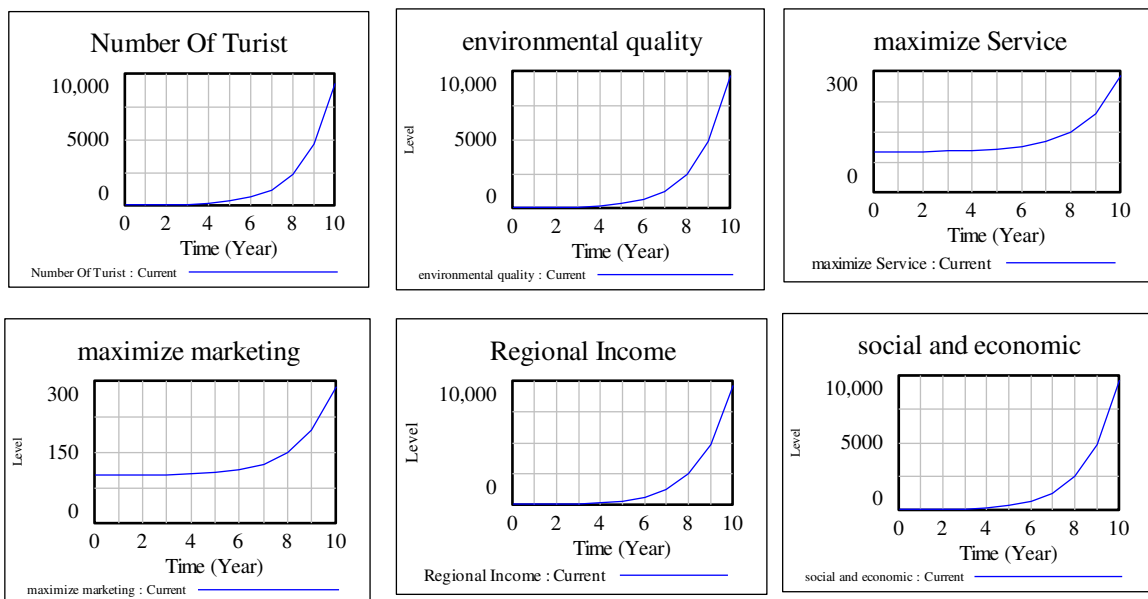 Number Of Turist
10,000
5000
0
0 2 4 6 8 10
Time (Year)
Number Of Turist : Current
environmental quality
10,000
Level
5000
0
0 2 4 6 8 10
Time (Year)
environmental quality : Current
maximize Service
300
0
0 2 4 6 8 10
Time (Year)
maximize Service : Current
maximize marketing
300
Level
150
0
0 2 4 6 8 10
Time (Year)
maximize marketing : Current
Regional Income
10,000
Level
0
0 2 4 6 8 10
Time (Year)
Regional Income : Current
social and economic
10,000
Level
5000
0
0 2 4 6 8 10
Time (Year)
social and economic : Current